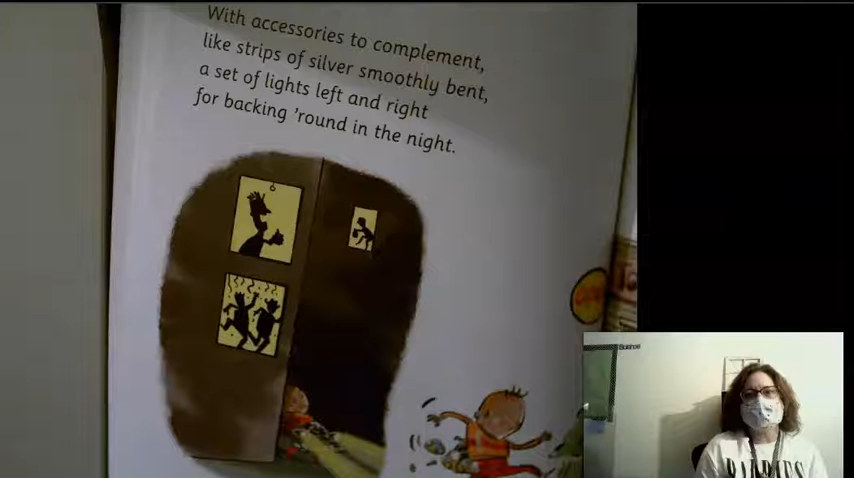 With accessories to complement,
like strips of silver smoothly bent,
a set of lights left and right
for backing 'round in the night.